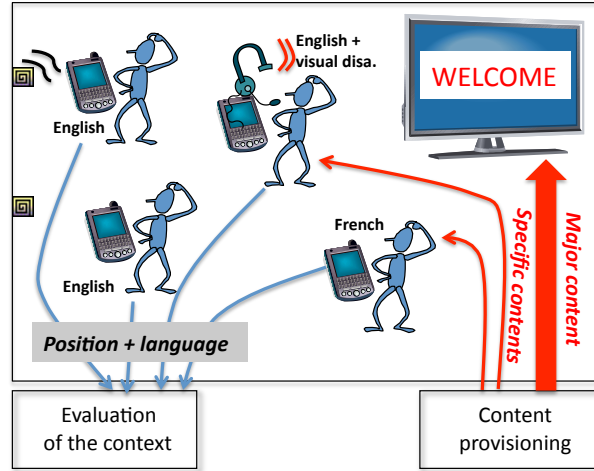 English +
visual disa.
WELCOME
English
French
English
Specific contents
Major content
Position + language
Evaluation
of the context
Content
provisioning